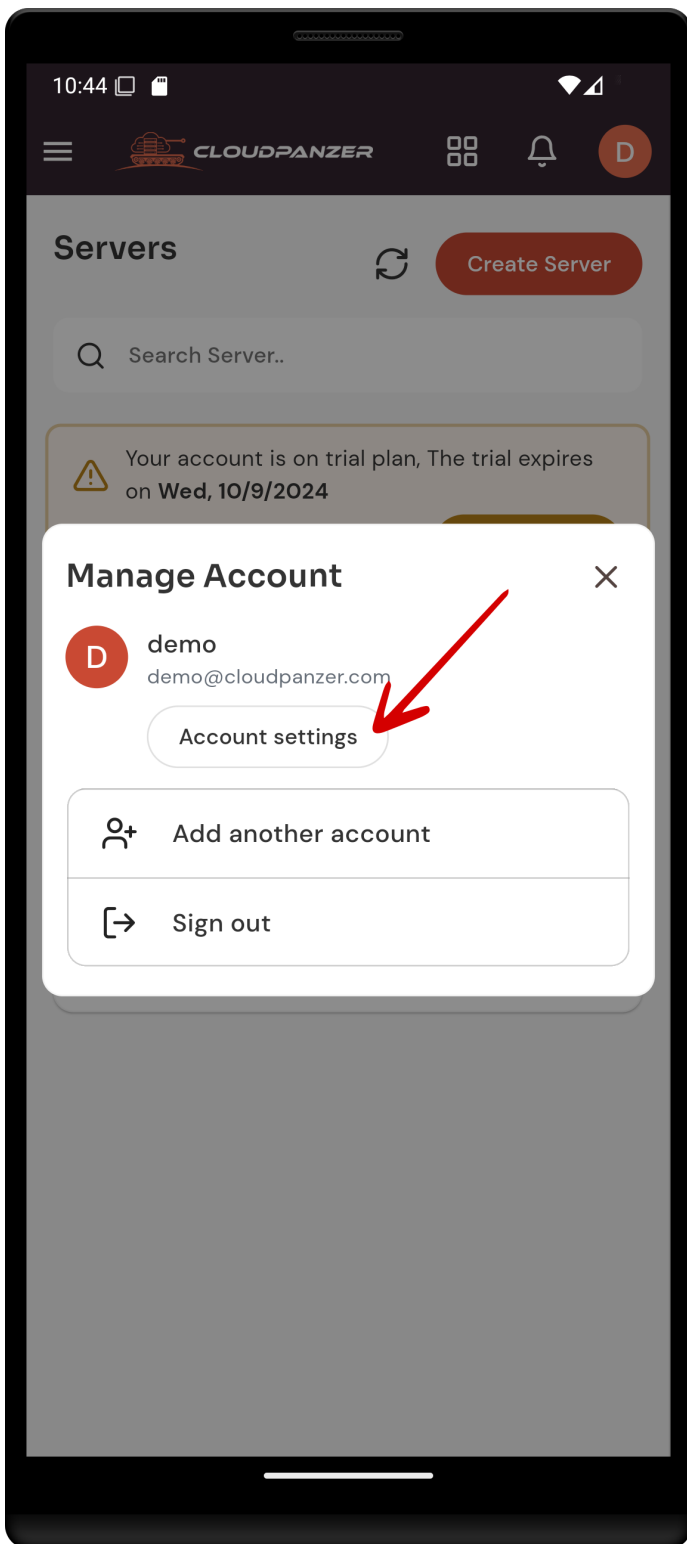 10:44
CLOUDPANZER
D
Servers
Create Server
Search Server..
Your account is on trial plan, The trial expires
on Wed, 10/9/2024
Manage Account
D
demo
demo@cloudpanzer.com
Account settings
Add another account
Sign out